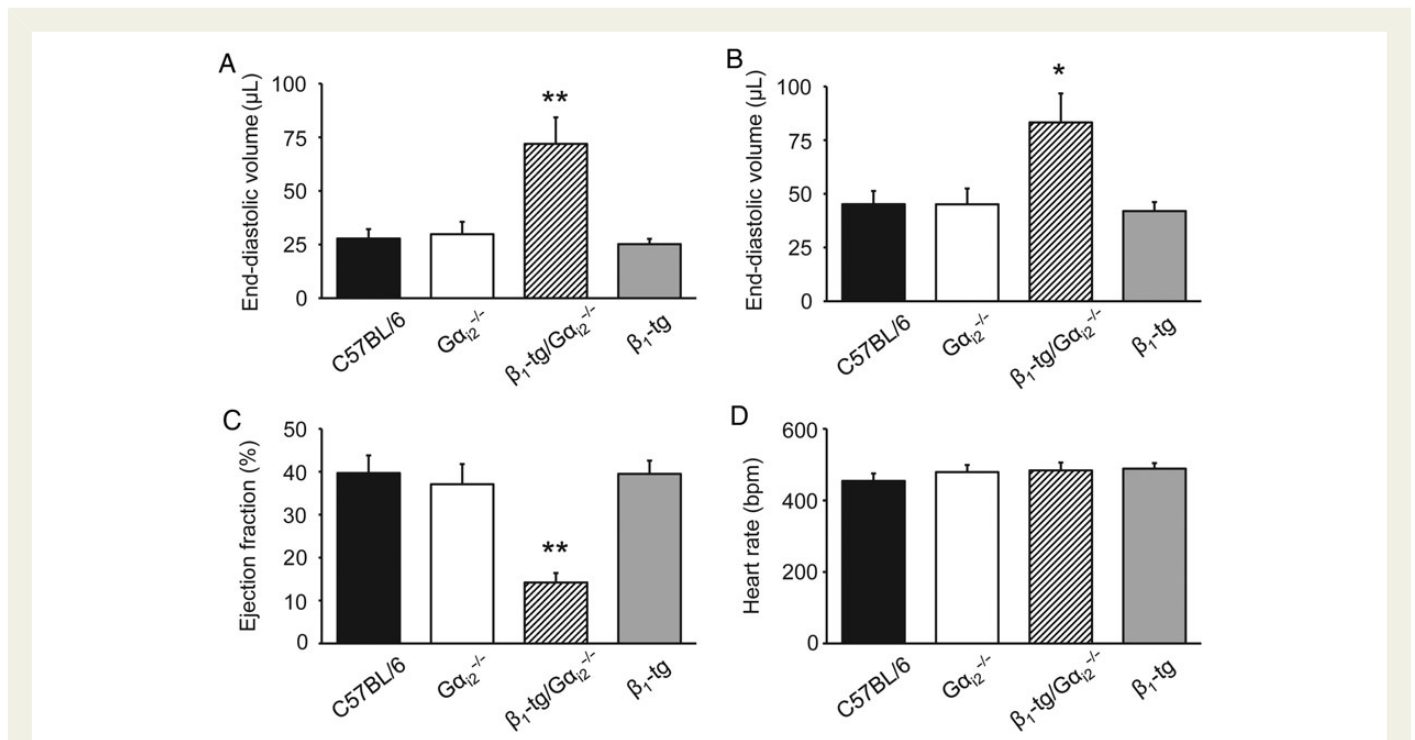 A
End-diastolic volume (µL)
100
75
50
25
0
**
C57BL/6
Gαi2−/−
β1-tg/Gαi2−/−
β1-tg
B
End-diastolic volume (µL)
100
75
50
25
0
*
C57BL/6
Gαi2−/−
β1-tg/Gαi2−/−
β1-tg
C
Ejection fraction (%)
50
40
30
20
10
0
**
C57BL/6
Gαi2−/−
β1-tg/Gαi2−/−
β1-tg
D
Heart rate (bpm)
600
400
200
0
C57BL/6
Gαi2−/−
β1-tg/Gαi2−/−
β1-tg